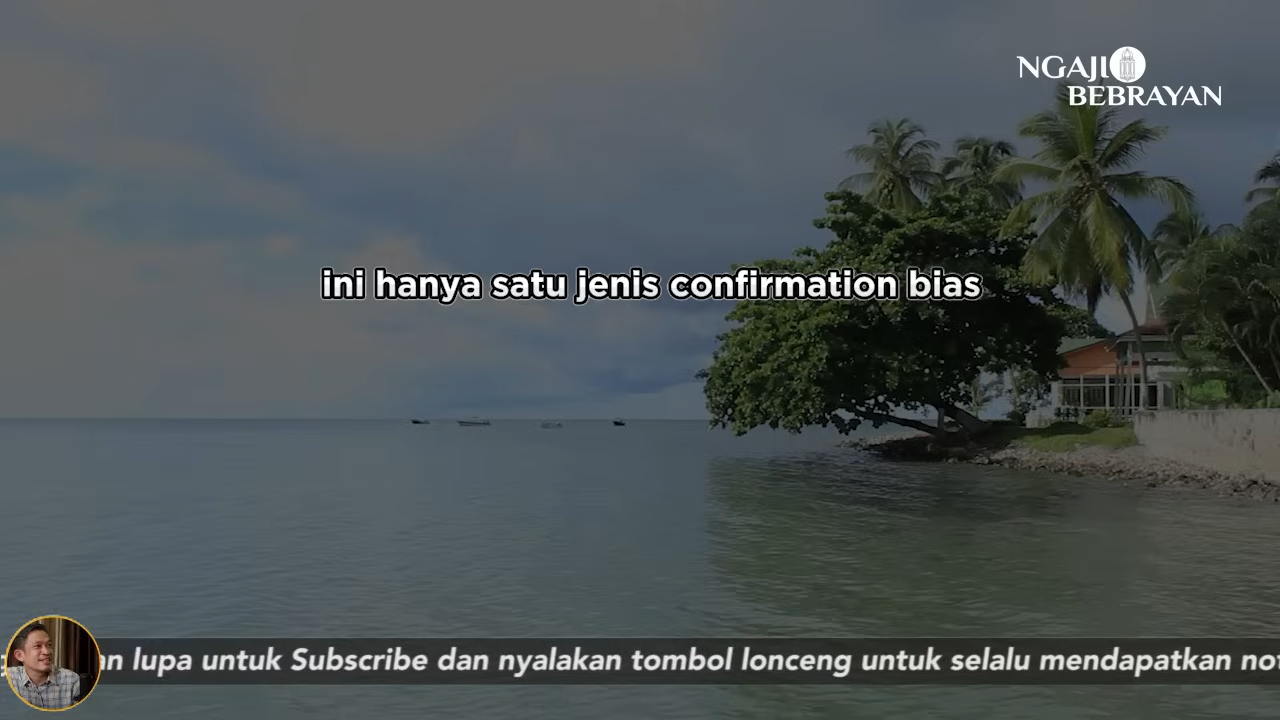 NGAJI
BEBRAYAN
ini hanya satu jenis confirmation bias
lupa untuk Subscribe dan nyalakan tombol lonceng untuk selalu mendapatkan